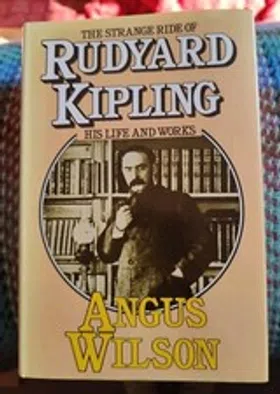 THE STRANGE RIDE OF
RUDYARD
KIPLING
HIS LIFE AND WORKS
ANGUS
WILSON